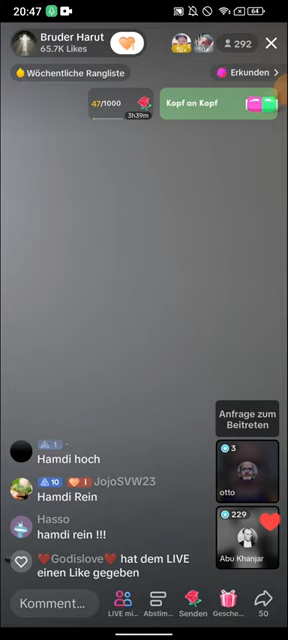 20:47
64
Bruder Harut
65.7K Likes
292
Wöchentliche Rangliste
Erkunden
47/1000
3h39m
Kopf an Kopf
Anfrage zum
Beitreten
1 -
Hamdi hoch
10 I JojoSVW23
Hamdi Rein
3
otto
Hasso
hamdi rein !!!
229
Abu Khanjar
Godislove hat dem LIVE
einen Like gegeben
Komment...
LIVE mi...
Abstim...
Senden
Gesche...
50